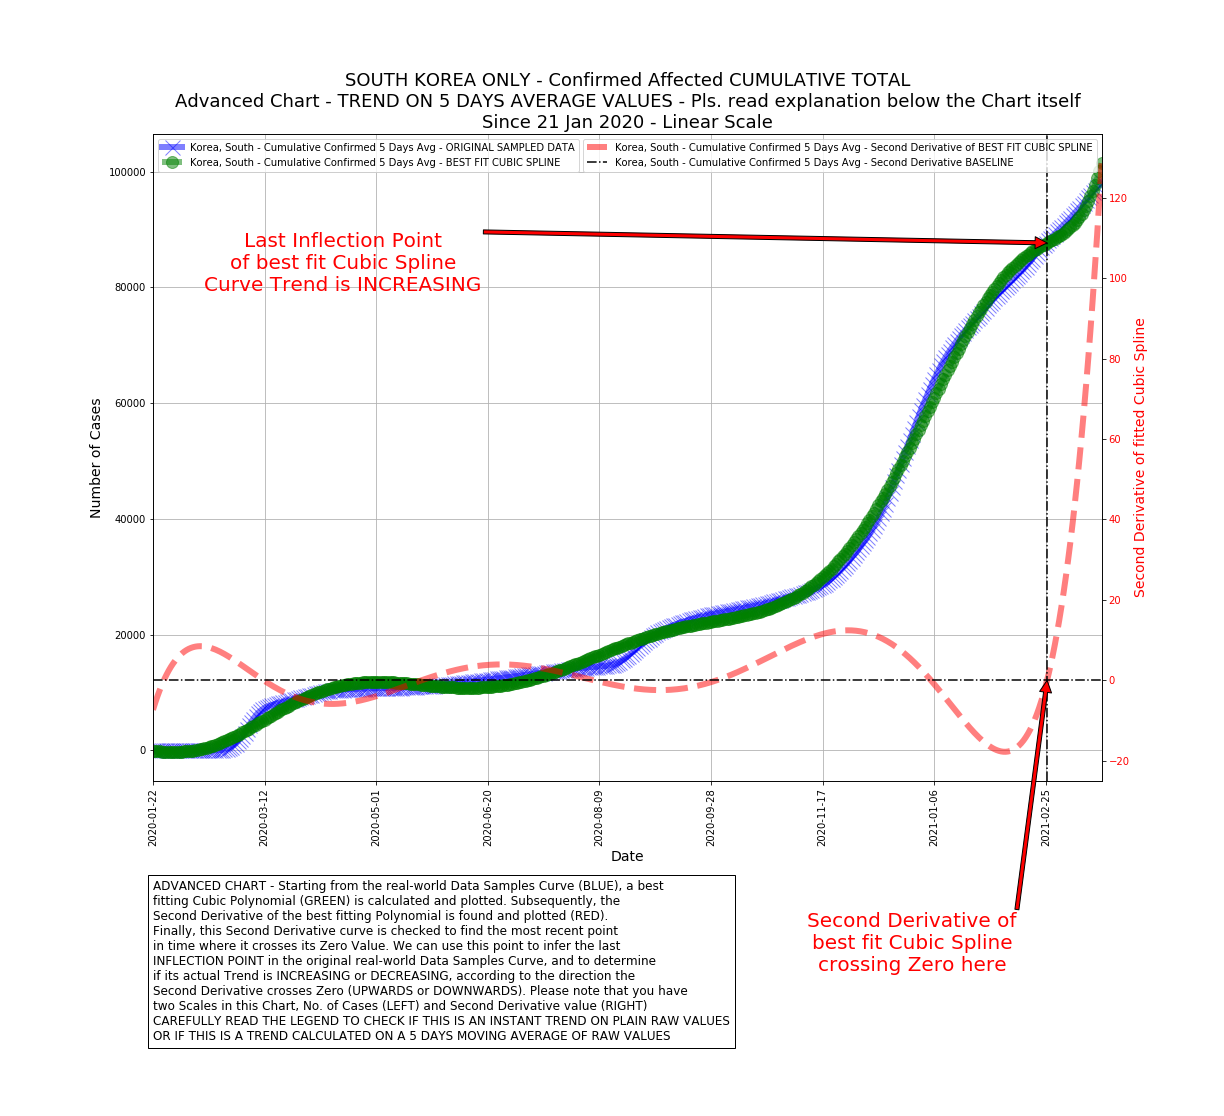 SOUTH KOREA ONLY - Confirmed Affected CUMULATIVE TOTAL
Advanced Chart - TREND ON 5 DAYS AVERAGE VALUES - Pls. read explanation below the Chart itself
Since 21 Jan 2020 - Linear Scale
Korea, South - Cumulative Confirmed 5 Days Avg - ORIGINAL SAMPLED DATA
Korea, South - Cumulative Confirmed 5 Days Avg - BEST FIT CUBIC SPLINE
Korea, South - Cumulative Confirmed 5 Days Avg - Second Derivative of BEST FIT CUBIC SPLINE
Korea, South - Cumulative Confirmed 5 Days Avg - Second Derivative BASELINE
Last Inflection Point
of best fit Cubic Spline
Curve Trend is INCREASING
Number of Cases
100000
80000
60000
40000
20000
0
120
100
80
60
40
20
0
−20
Second Derivative of fitted Cubic Spline
2020-01-22
2020-03-12
2020-05-01
2020-06-20
2020-08-09
2020-09-28
2020-11-17
2021-01-06
2021-02-25
Date
ADVANCED CHART - Starting from the real-world Data Samples Curve (BLUE), a best
fitting Cubic Polynomial (GREEN) is calculated and plotted. Subsequently, the
Second Derivative of the best fitting Polynomial is found and plotted (RED).
Finally, this Second Derivative curve is checked to find the most recent point
in time where it crosses its Zero Value. We can use this point to infer the last
INFLECTION POINT in the original real-world Data Samples Curve, and to determine
if its actual Trend is INCREASING or DECREASING, according to the direction the
Second Derivative crosses Zero (UPWARDS or DOWNWARDS). Please note that you have
two Scales in this Chart, No. of Cases (LEFT) and Second Derivative value (RIGHT)
CAREFULLY READ THE LEGEND TO CHECK IF THIS IS AN INSTANT TREND ON PLAIN RAW VALUES
OR IF THIS IS A TREND CALCULATED ON A 5 DAYS MOVING AVERAGE OF RAW VALUES
Second Derivative of
best fit Cubic Spline
crossing Zero here